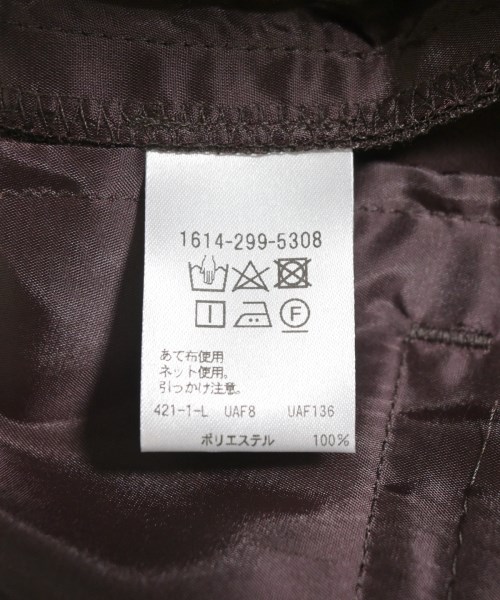 1614-299-5308
あて布使用
ネット使用。
引っかけ注意。
421-1-L UAF8 UAF136
ポリエステル 100%